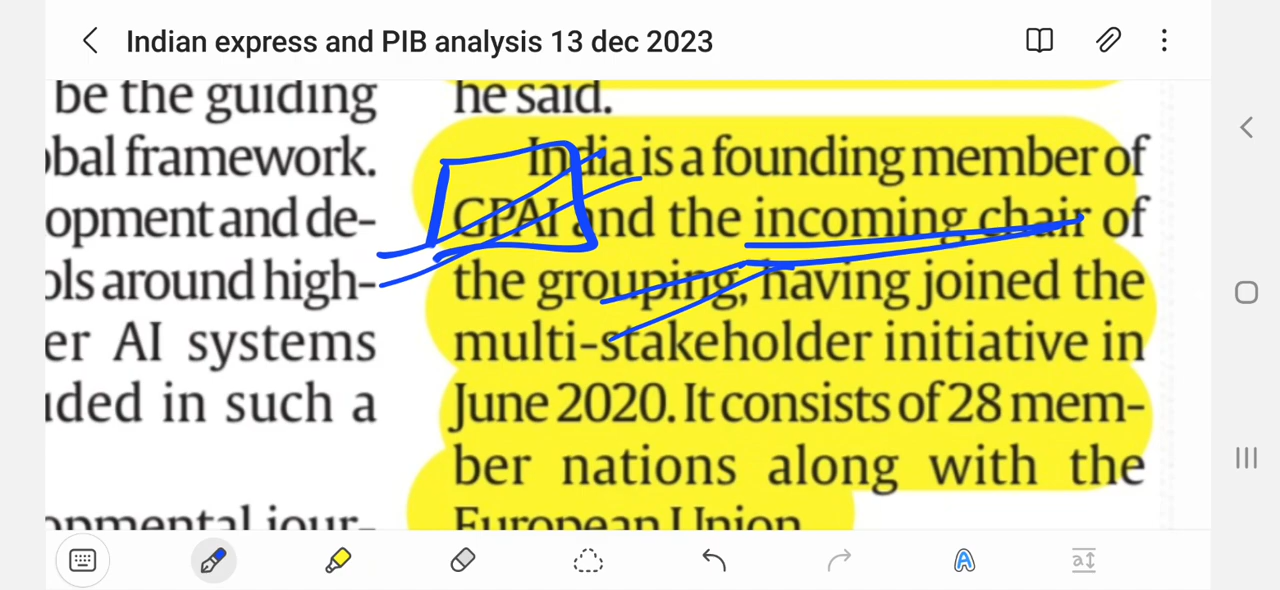 Indian express and PIB analysis 13 dec 2023
be the guiding
bal framework.
opment and de-
ols around high-
er AI systems
ded in such a
opmental jour-
he said.
India is a founding member of
GPAI and the incoming chair of
the grouping, having joined the
multi-stakeholder initiative in
June 2020. It consists of 28 mem-
ber nations along with the
European Union